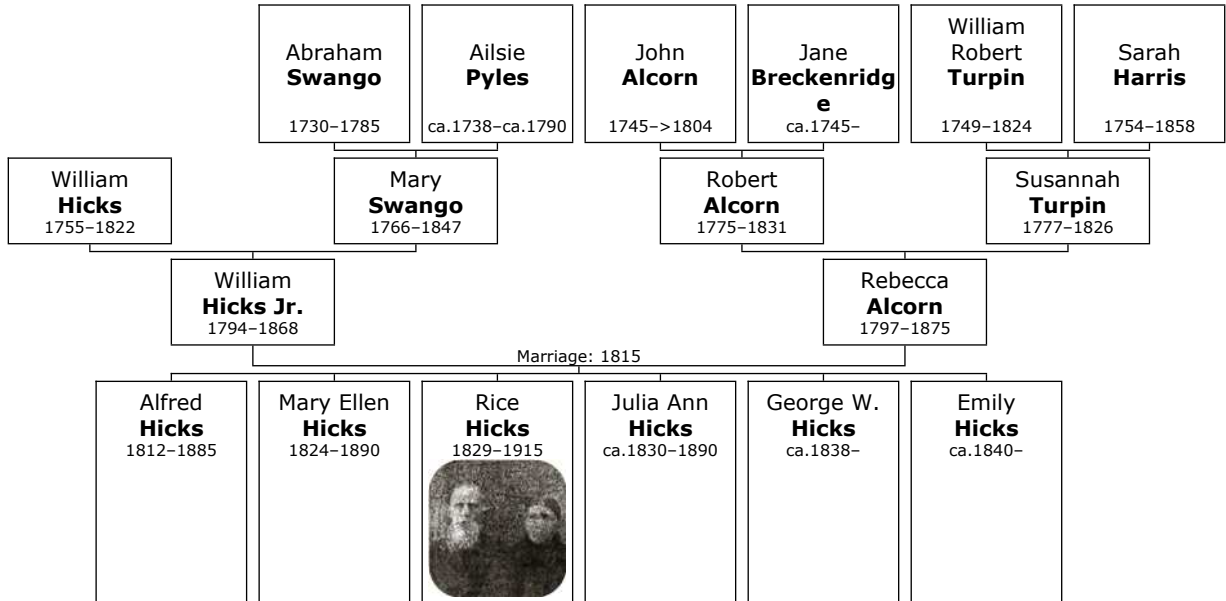 Abraham
Swango
1730–1785
Ailsie
Pyles
ca.1738–ca.1790
John
Alcorn
1745–>1804
Jane
Breckenridg
e
ca.1745–
William
Robert
Turpin
1749–1824
Sarah
Harris
1754–1858
William
Hicks
1755–1822
Mary
Swango
1766–1847
Robert
Alcorn
1775–1831
Susannah
Turpin
1777–1826
William
Hicks Jr.
1794–1868
Rebecca
Alcorn
1797–1875
Marriage: 1815
Alfred
Hicks
1812–1885
Mary Ellen
Hicks
1824–1890
Rice
Hicks
1829–1915
Julia Ann
Hicks
ca.1830–1890
George W.
Hicks
ca.1838–
Emily
Hicks
ca.1840–